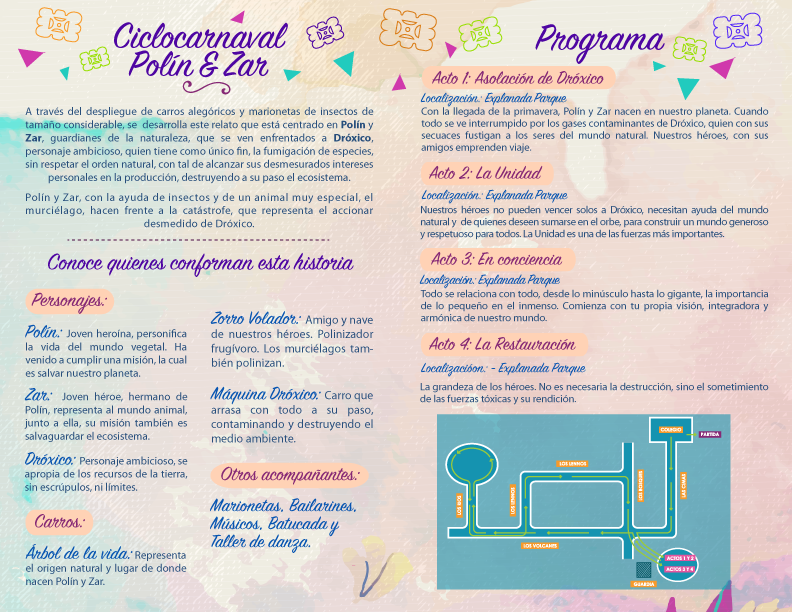 Ciclocarnaval
Polín & Zar
A través del despliegue de carros alegóricos y marionetas de insectos de
tamaño considerable, se desarrolla este relato que está centrado en Polín y
Zar, guardianes de la naturaleza, que se ven enfrentados a Dróxico,
personaje ambicioso, quien tiene como único fin, la fumigación de especies,
sin respetar el orden natural, con tal de alcanzar sus desmesurados intereses
personales en la producción, destruyendo a su paso el ecosistema.
Polín y Zar, con la ayuda de insectos y de un animal muy especial, el
murciélago, hacen frente a la catástrofe, que representa el accionar
desmedido de Dróxico.
Conoce quienes conforman esta historia
Personajes:
Polín: Joven heroína, personifica
la vida del mundo vegetal. Ha
venido a cumplir una misión, la cual
es salvar nuestro planeta.
Zar: Joven héroe, hermano de
Polín, representa al mundo animal,
junto a ella, su misión también es
salvaguardar el ecosistema.
Dróxico: Personaje ambicioso, se
apropia de los recursos de la tierra,
sin escrúpulos, ni límites.
Carros:
Árbol de la vida: Representa
el origen natural y lugar de donde
nacen Polín y Zar.
Zorro Volador: Amigo y nave
de nuestros héroes. Polinizador
frugívoro. Los murciélagos tam-
bién polinizan.
Máquina Dróxico: Carro que
arrasa con todo a su paso,
contaminando y destruyendo el
medio ambiente.
Otros acompañantes:
Marionetas, Bailarines,
Músicos, Batucada y
Taller de danza.
Programa
Acto 1: Asolación de Dróxico
Localización: Explanada Parque
Con la llegada de la primavera, Polín y Zar nacen en nuestro planeta. Cuando
todo se ve interrumpido por los gases contaminantes de Dróxico, quien con sus
secuaces fustigan a los seres del mundo natural. Nuestros héroes, con sus
amigos emprenden viaje.
Acto 2: La Unidad
Localización: Explanada Parque
Nuestros héroes no pueden vencer solos a Dróxico, necesitan ayuda del mundo
natural y de quienes deseen sumarse en el orbe, para construir un mundo generoso
y respetuoso para todos. La Unidad es una de las fuerzas más importantes.
Acto 3: En conciencia
Localización: Explanada Parque
Todo se relaciona con todo, desde lo minúsculo hasta lo gigante, la importancia
de lo pequeño en el inmenso. Comienza con tu propia visión, integradora y
armónica de nuestro mundo.
Acto 4: La Restauración
Localizacióon: - Explanada Parque
La grandeza de los héroes. No es necesaria la destrucción, sino el sometimiento
de las fuerzas tóxicas y su rendición.
COLEGIO
PARTIDA
LOS LENNOS
LOS LENNOS
LAS CIMAS
LOS VOLCANES
ACTOS 1 Y 2
ACTOS 3 Y 4
GUARDIA